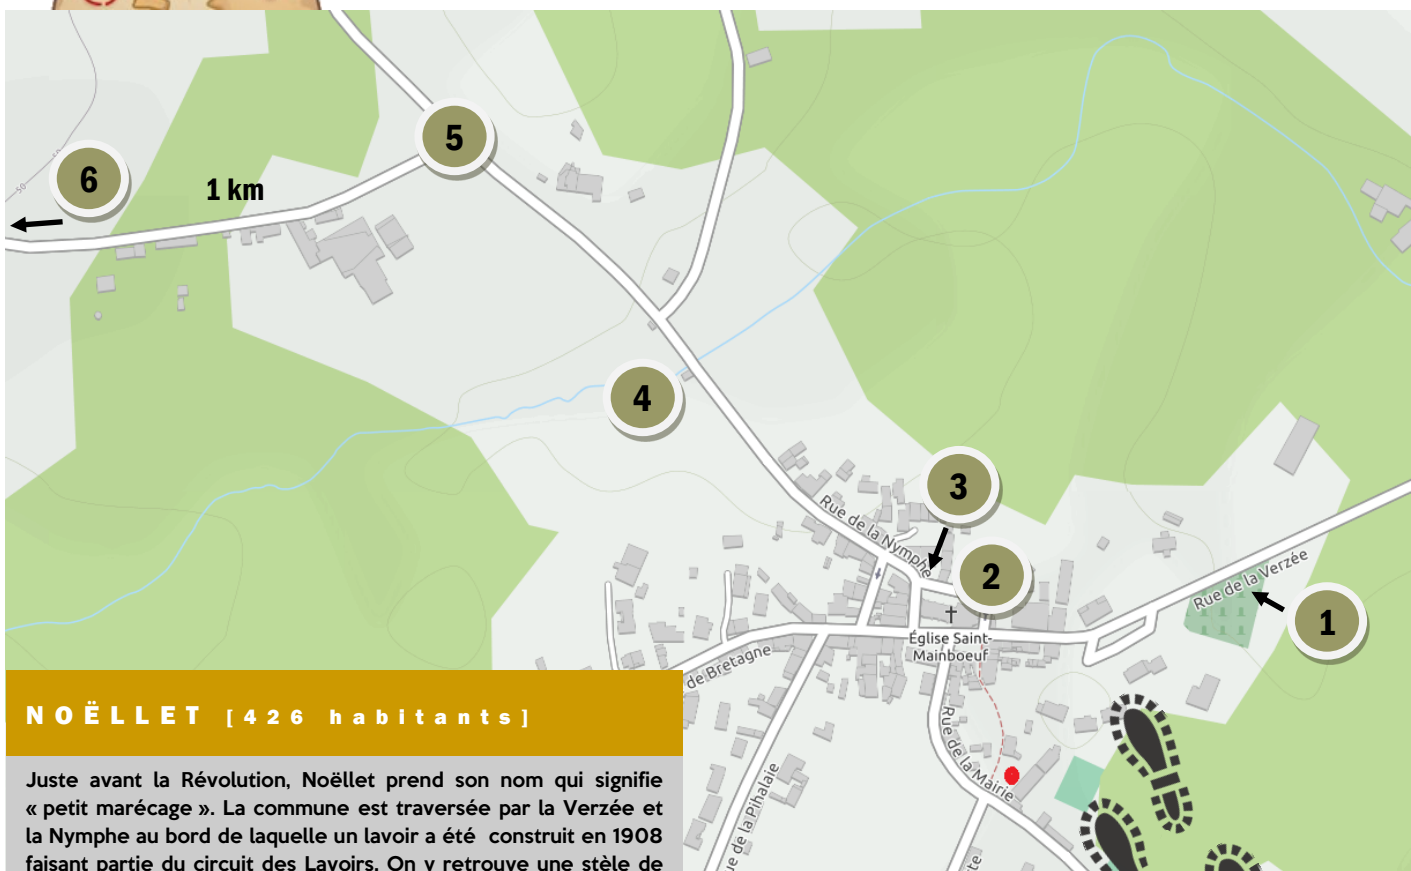 5
6
1 km
50
50
4
3
Rue de la Nymphe
2
Rue de la Verzée
1
Église Saint-
Mainboeuf
de Bretagne
Rue de la Mairie
ue de la Pihalaie
NOËLLET [426 habitants]
Juste avant la Révolution, Noëllet prend son nom qui signifie
« petit marécage ». La commune est traversée par la Verzée et
la Nymphe au bord de laquelle un lavoir a été construit en 1908
faisant partie du circuit des Lavoirs. On y retrouve une stèle de